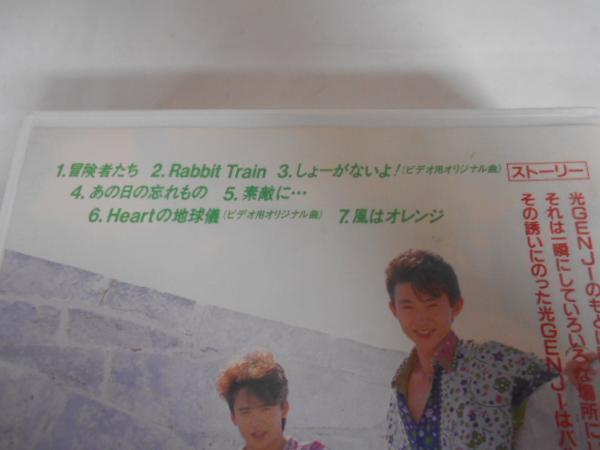 1.冒険者たち 2.Rabbit Train 3.しょーがないよ!(ビデオ用オリジナル曲)
4.あの日の忘れもの 5.素敵に…
6.Heartの地球儀(ビデオ用オリジナル曲) 7.風はオレンジ
ストーリー
光GENJIのもとに
それは一瞬にしていろいろな場所に
その誘いにのった光GENJIはパ